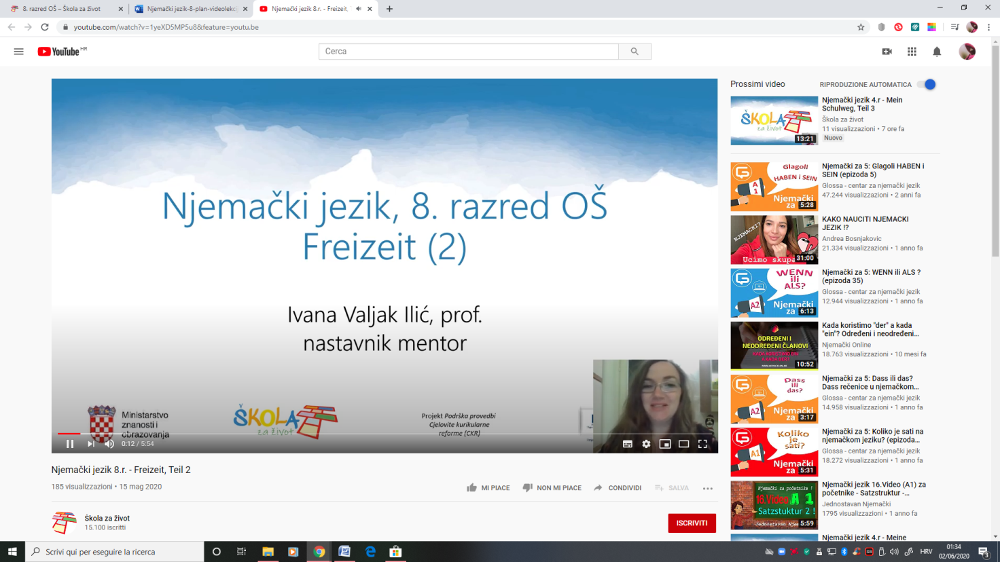 8. razred OŠ – Škola za život
Njemački jezik-8-plan-videolekcij
Njemački jezik 8.r. - Freizeit,
youtube.com/watch?v=1yeXD5MP5u8&feature=youtu.be
YouTube HR
Cerca
Njemački jezik, 8. razred OŠ
Freizeit (2)
Ivana Valjak Ilić, prof.
nastavnik mentor
Ministarstvo
znanosti i
obrazovanja
ŠKOLA
za život
Projekt Podrška provedbi
Cjelovite kurikularne
reforme (CKR)
0:12 / 5:54
Njemački jezik 8.r. - Freizeit, Teil 2
185 visualizzazioni • 15 mag 2020
MI PIACE
NON MI PIACE
CONDIVIDI
SALVA
Škola za život
15.100 iscritti
ISCRIVITI
Prossimi video
RIPRODUZIONE AUTOMATICA
ŠKOLA
za život
13:21
Njemački jezik 4.r - Mein
Schulweg, Teil 3
Škola za život
11 visualizzazioni • 7 ore fa
Nuovo
Glagoli
HABEN i SEIN
A1
Njemački
za
5:28
Njemački za 5: Glagoli HABEN i
SEIN (epizoda 5)
Glossa - centar za njemački jezik
47.244 visualizzazioni • 2 anni fa
NJEMACKI?
Ucimo skupa
31:00
KAKO NAUCITI NJEMACKI
JEZIK !?
Andrea Bosnjakovic
21.334 visualizzazioni • 1 anno fa
WENN
ili
ALS?
A2
Njemački
za
6:13
Njemački za 5: WENN ili ALS ?
(epizoda 35)
Glossa - centar za njemački jezik
12.944 visualizzazioni • 1 anno fa
ODREĐENI I
NEODREĐENI ČLANOVI
10:52
Kada koristimo "der" a kada
"ein"? Određeni i neodređeni...
Njemački Online
18.763 visualizzazioni • 10 mesi fa
Dass
ili
das?
A2
Njemački
za
3:17
Njemački za 5: Dass ili das?
Dass rečenice u njemačkom...
Glossa - centar za njemački jezik
14.958 visualizzazioni • 1 anno fa
Koliko
je
sati?
A1
Njemački
za
5:31
Njemački za 5: Koliko je sati na
njemačkom jeziku? (epizoda...
Glossa - centar za njemački jezik
18.272 visualizzazioni • 1 anno fa
Njemački za početnike !
16.Video A 1
Satzstuktur 2 !
Jednostavan Njem
5:59
Njemački jezik 16.Video (A1) za
početnike - Satzstruktur -...
Jednostavan Njemački
1795 visualizzazioni • 1 anno fa
Njemački jezik 4.r - Meine
Scrivi qui per eseguire la ricerca
HRV
01:34
02/06/2020
3